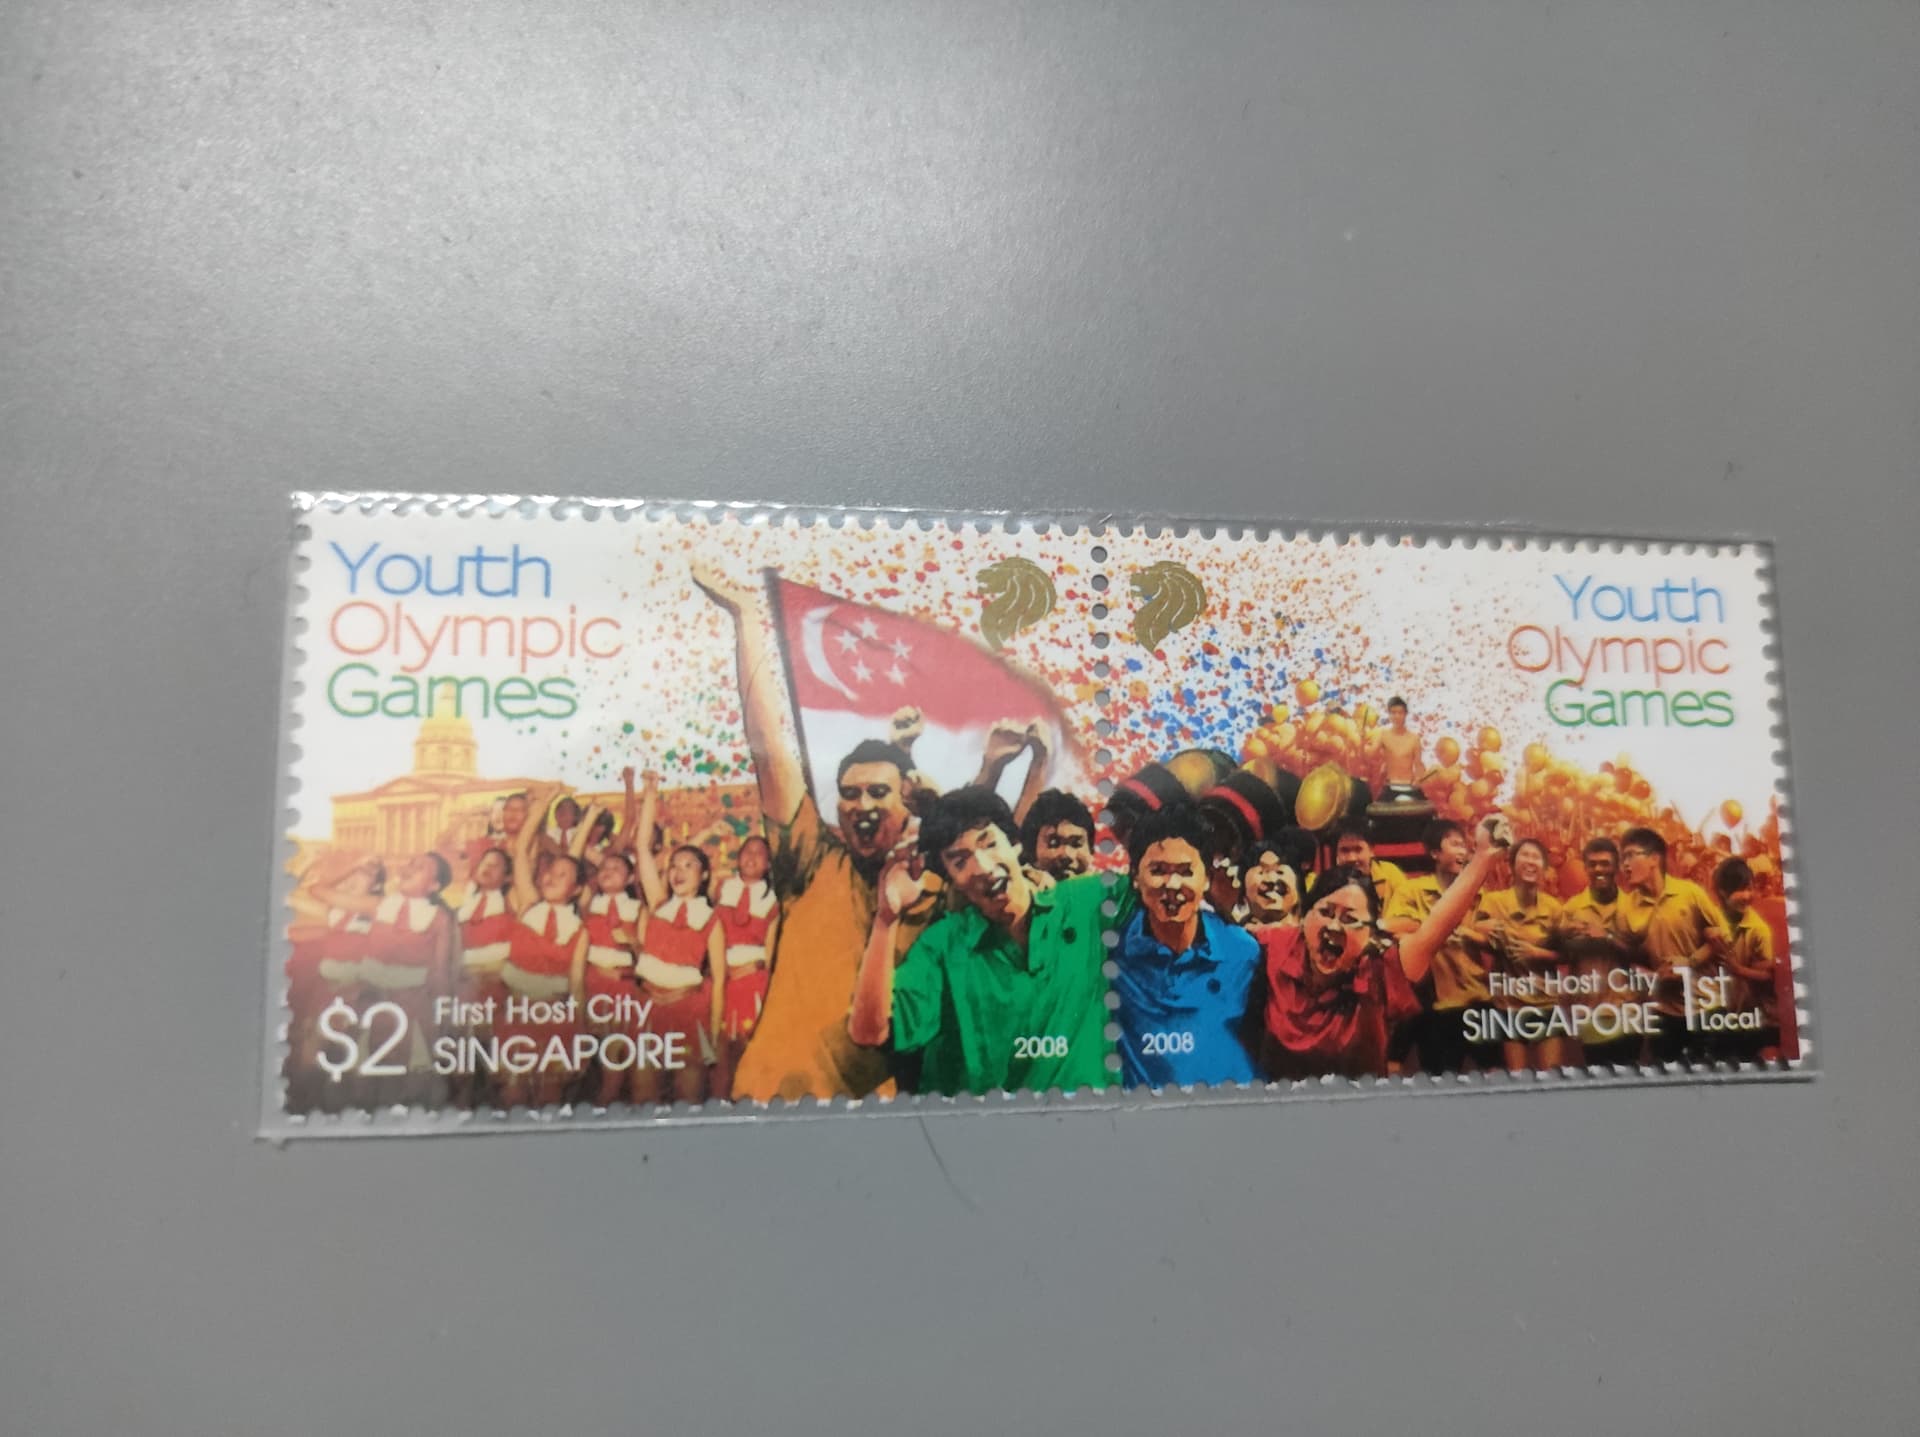 Youth
Olympic
Games
$2
First Host City
SINGAPORE
2008
Youth
Olympic
Games
2008
First Host City
SINGAPORE
1st
Local